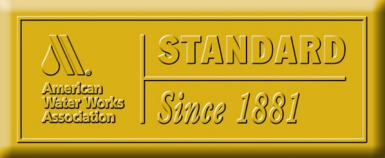 American
Water Works
Association
STANDARD
Since 1881